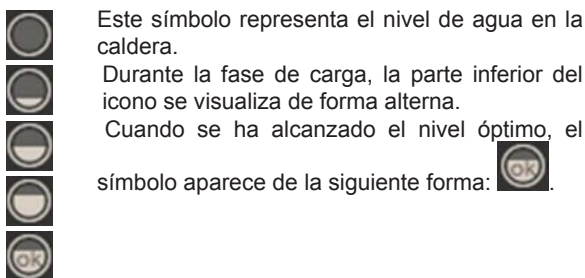 Este símbolo representa el nivel de agua en la
caldera.
Durante la fase de carga, la parte inferior del
icono se visualiza de forma alterna.
Cuando se ha alcanzado el nivel óptimo, el
símbolo aparece de la siguiente forma: OK.
OK